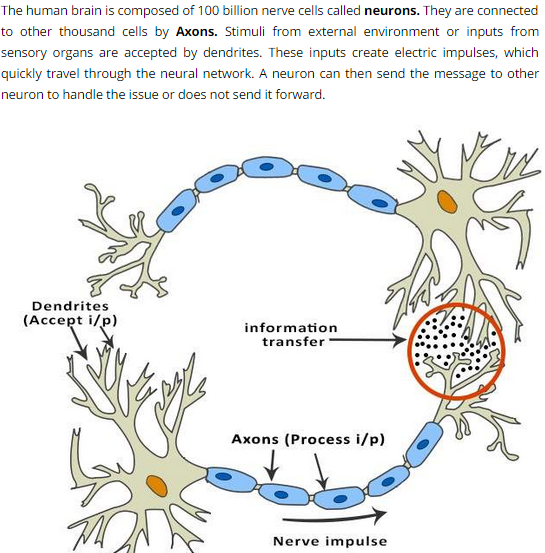 The human brain is composed of 100 billion nerve cells called neurons. They are connected
to other thousand cells by Axons. Stimuli from external environment or inputs from
sensory organs are accepted by dendrites. These inputs create electric impulses, which
quickly travel through the neural network. A neuron can then send the message to other
neuron to handle the issue or does not send it forward.
Dendrites
(Accept i/p)
information
transfer
Axons (Process i/p)
Nerve impulse